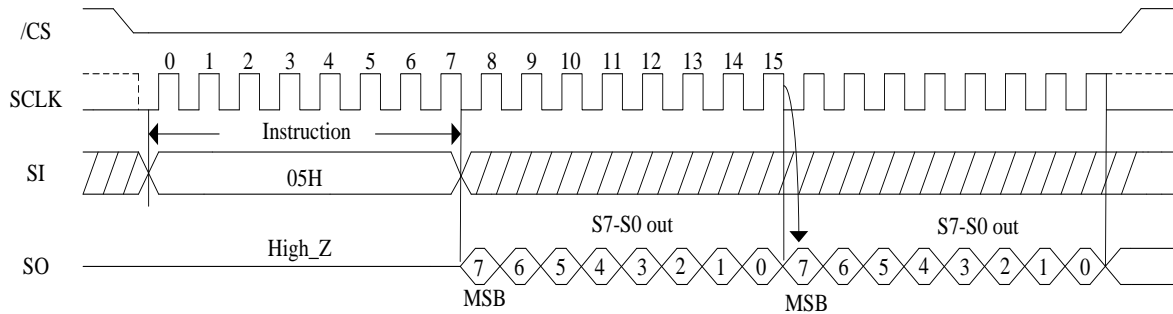 /CS
0 1 2 3 4 5 6 7 8 9 10 11 12 13 14 15
SCLK
Instruction
SI
05H
S7-S0 out S7-S0 out
High_Z
SO
7 6 5 4 3 2 1 0 7 6 5 4 3 2 1 0
MSB MSB